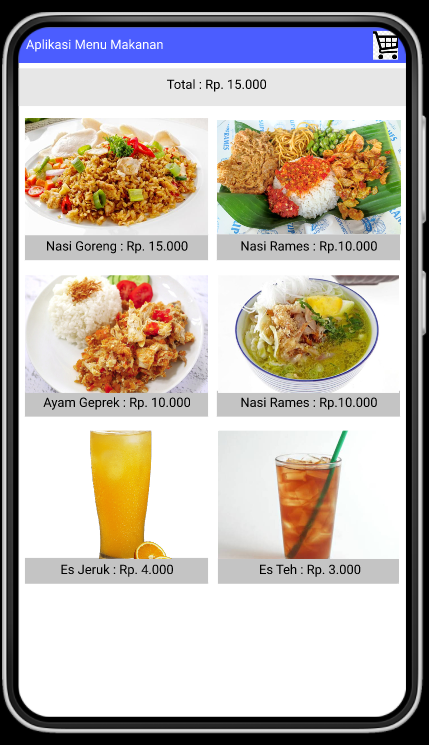 Aplikasi Menu Makanan
Total : Rp. 15.000
Nasi Goreng : Rp. 15.000
Nasi Rames : Rp.10.000
Ayam Geprek : Rp. 10.000
Nasi Rames : Rp.10.000
Es Jeruk : Rp. 4.000
Es Teh : Rp. 3.000